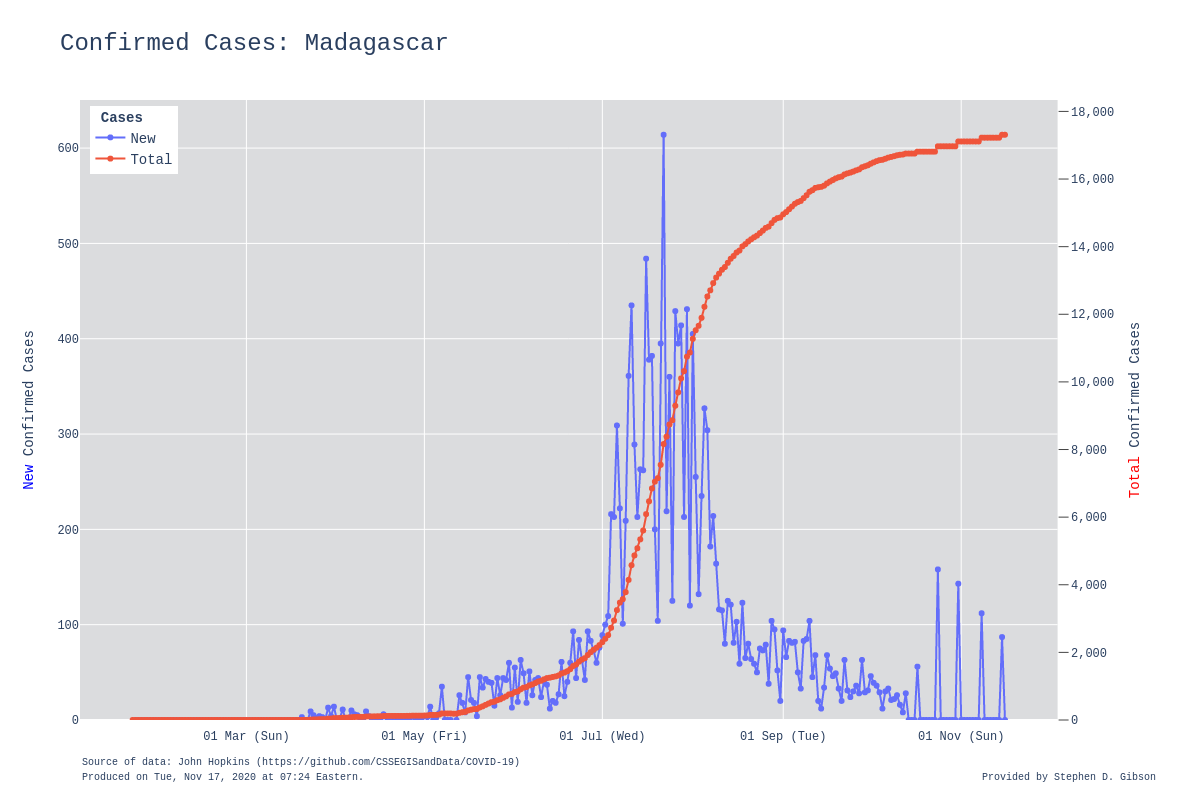 Confirmed Cases: Madagascar
Cases
New
Total
600
500
400
300
200
100
0
18,000
16,000
14,000
12,000
10,000
8,000
6,000
4,000
2,000
0
New Confirmed Cases
Total Confirmed Cases
01 Mar (Sun)
01 May (Fri)
01 Jul (Wed)
01 Sep (Tue)
01 Nov (Sun)
Source of data: John Hopkins (https://github.com/CSSEGISandData/COVID-19)
Produced on Tue, Nov 17, 2020 at 07:24 Eastern.
Provided by Stephen D. Gibson